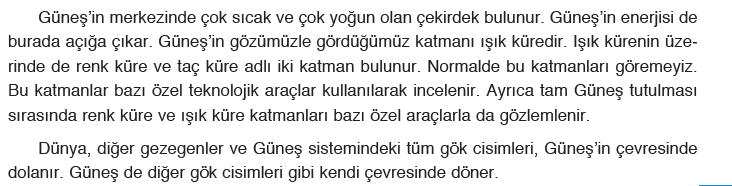 Güneş’in merkezinde çok sıcak ve çok yoğun olan çekirdek bulunur. Güneş’in enerjisi de
burada açığa çıkar. Güneş’in gözümüzle gördüğümüz katmanı ışık küredir. Işık kürenin üze-
rinde de renk küre ve taç küre adlı iki katman bulunur. Normalde bu katmanları göremeyiz.
Bu katmanlar bazı özel teknolojik araçlar kullanılarak incelenir. Ayrıca tam Güneş tutulması
sırasında renk küre ve ışık küre katmanları bazı özel araçlarla da gözlemlenir.
Dünya, diğer gezegenler ve Güneş sistemindeki tüm gök cisimleri, Güneş’in çevresinde
dolanır. Güneş de diğer gök cisimleri gibi kendi çevresinde döner.